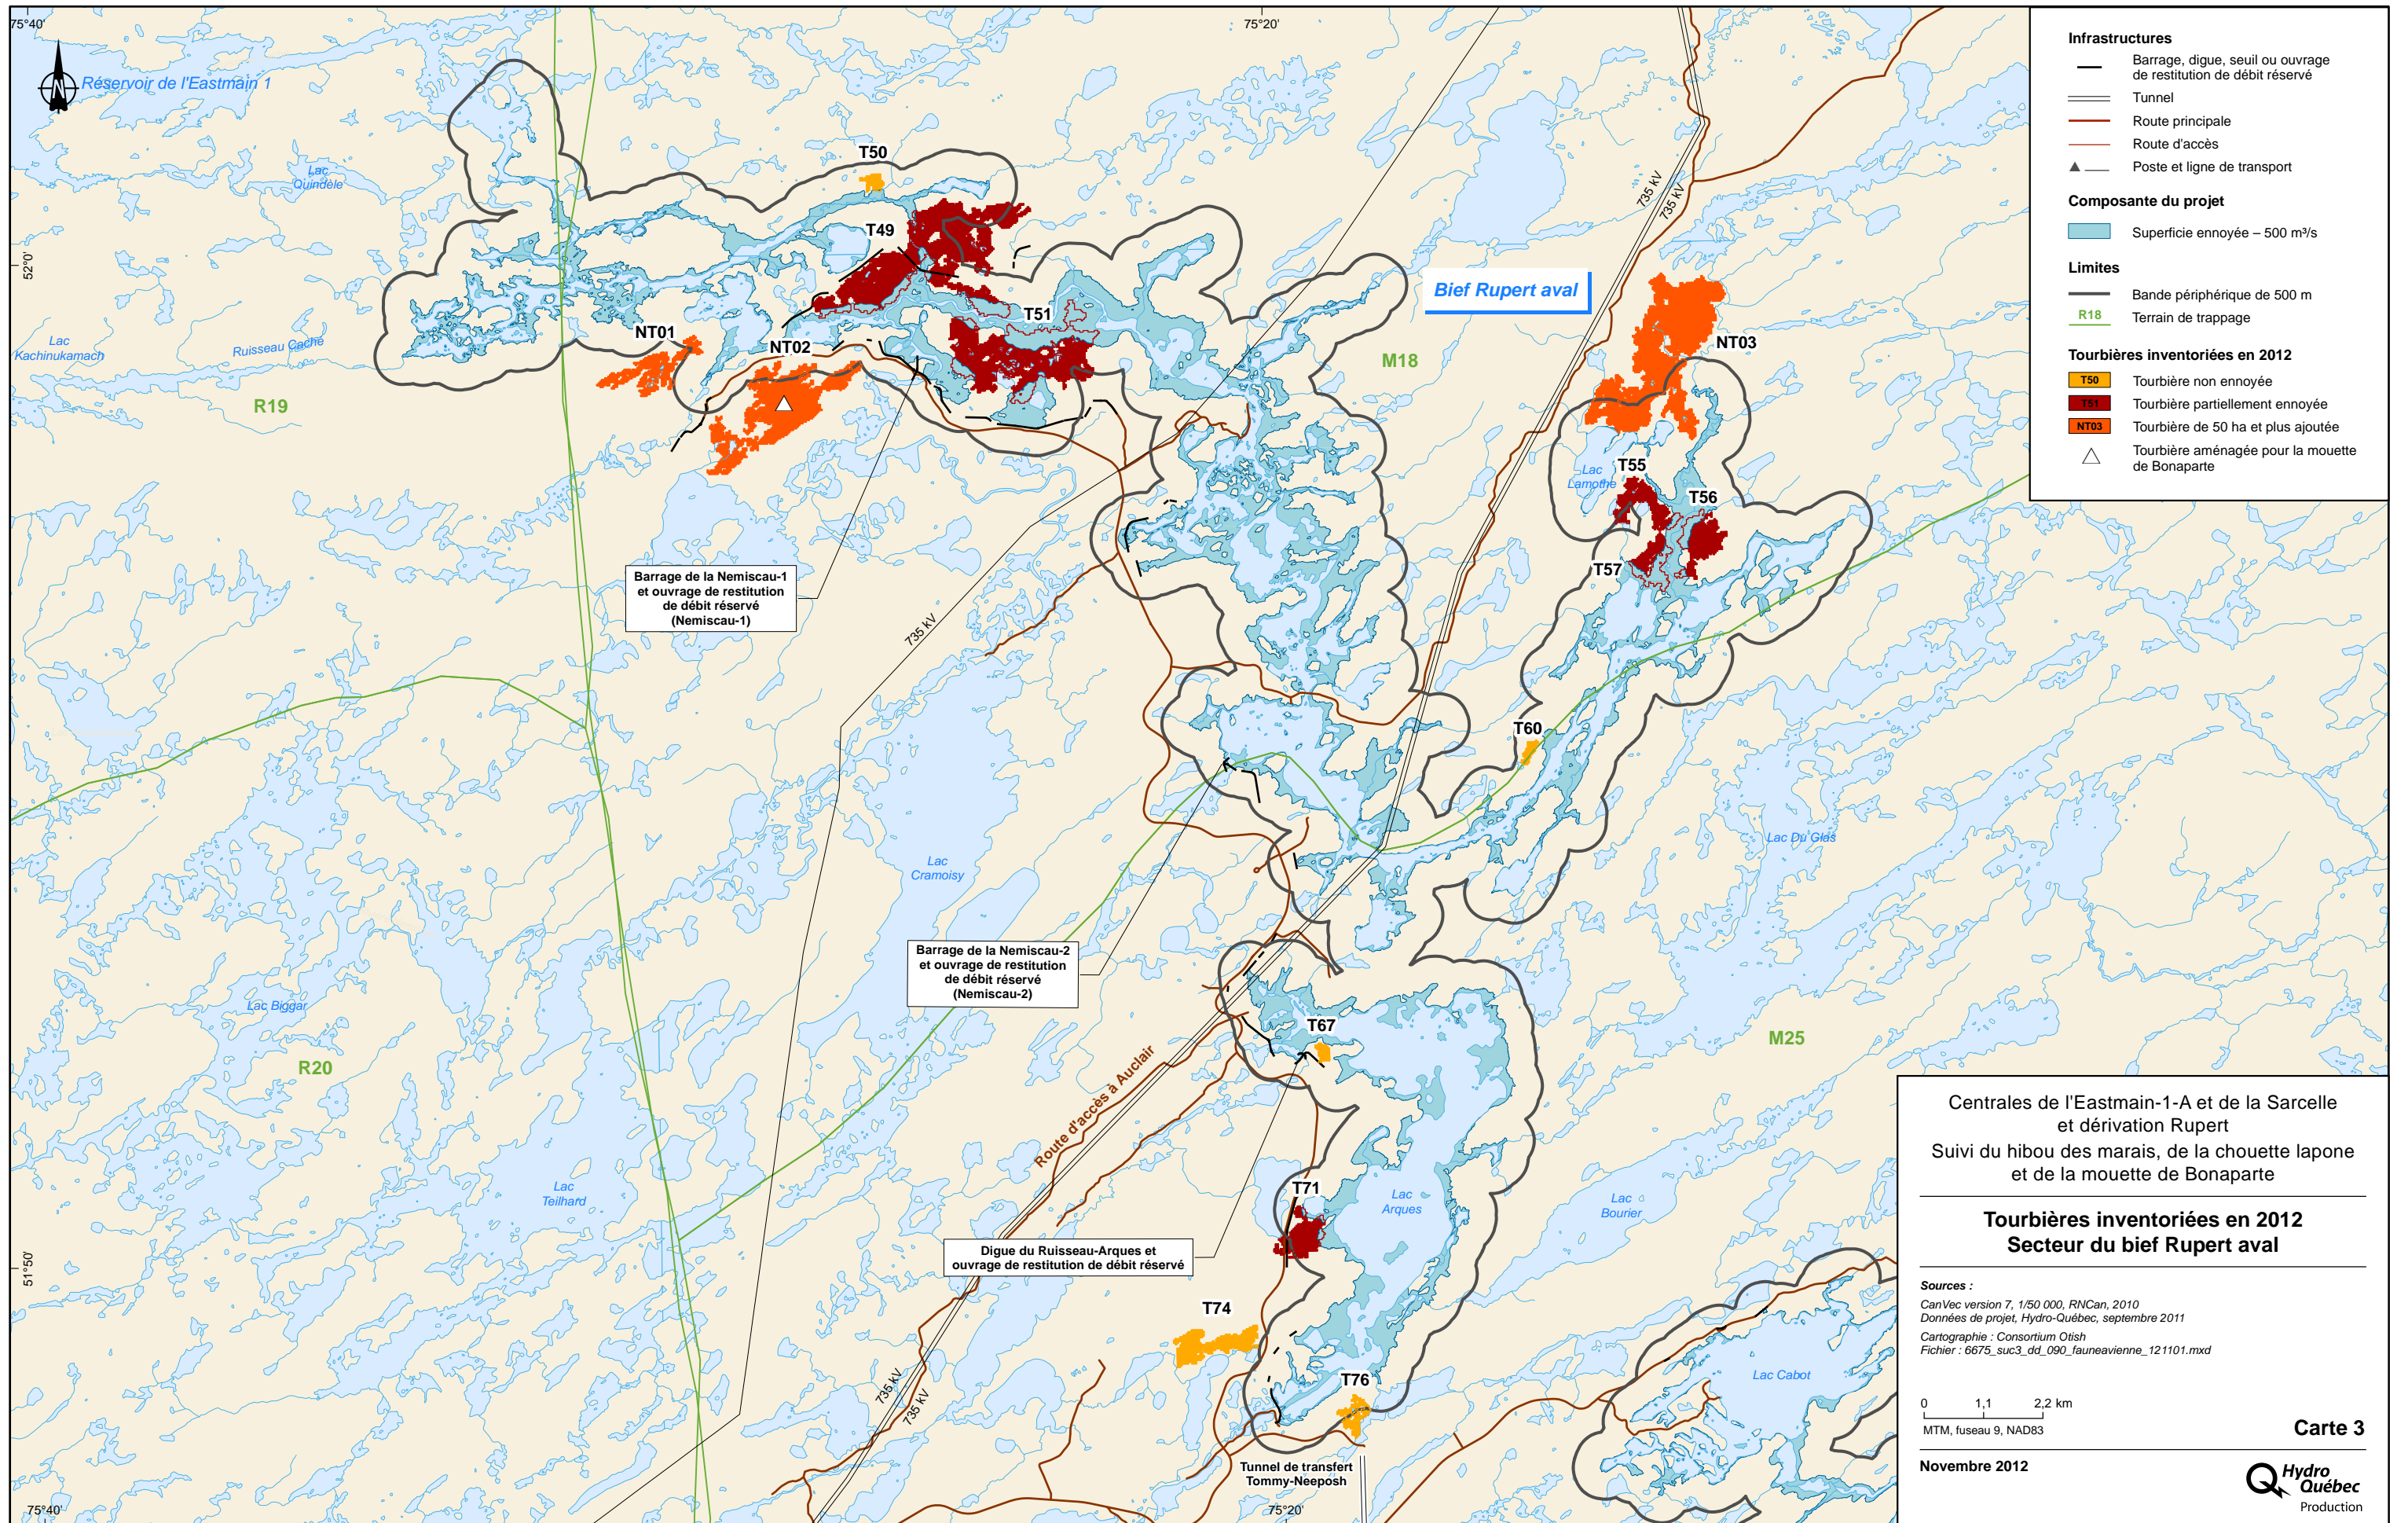 75°40'
75°20'
Réservoir de l'Eastmain 1
52°0'
Lac
Quindèle
T50
T49
T51
NT01
NT02
Lac
Kachinukamach
Ruisseau Caché
R19
735 kV
735 kV
Bief Rupert aval
M18
NT03
Lac
Lamothe
T55
T56
T57
Barrage de la Nemiscau-1
et ouvrage de restitution
de débit réservé
(Nemiscau-1)
735 kV
T60
Lac Du Glas
Lac
Cramoisy
Barrage de la Nemiscau-2
et ouvrage de restitution
de débit réservé
(Nemiscau-2)
Lac Biggar
R20
T67
M25
Route d'accès à Auclair
Lac
Teilhard
T71
Lac
Arques
Lac
Bourier
Digue du Ruisseau-Arques et
ouvrage de restitution de débit réservé
51°50'
T74
T76
735 kV
735 kV
Lac Cabot
Tunnel de transfert
Tommy-Neeposh
75°40'
75°20'
Infrastructures
Barrage, digue, seuil ou ouvrage
de restitution de débit réservé
Tunnel
Route principale
Route d'accès
Poste et ligne de transport
Composante du projet
Superficie ennoyée – 500 m³/s
Limites
Bande périphérique de 500 m
R18 Terrain de trappage
Tourbières inventoriées en 2012
T50 Tourbière non ennoyée
T51 Tourbière partiellement ennoyée
NT03 Tourbière de 50 ha et plus ajoutée
Tourbière aménagée pour la mouette
de Bonaparte
Centrales de l'Eastmain-1-A et de la Sarcelle
et dérivation Rupert
Suivi du hibou des marais, de la chouette lapone
et de la mouette de Bonaparte
Tourbières inventoriées en 2012
Secteur du bief Rupert aval
Sources :
CanVec version 7, 1/50 000, RNCan, 2010
Données de projet, Hydro-Québec, septembre 2011
Cartographie : Consortium Otish
Fichier : 6675_suc3_dd_090_fauneavienne_121101.mxd
0 1,1 2,2 km
MTM, fuseau 9, NAD83
Carte 3
Novembre 2012
Hydro
Québec
Production